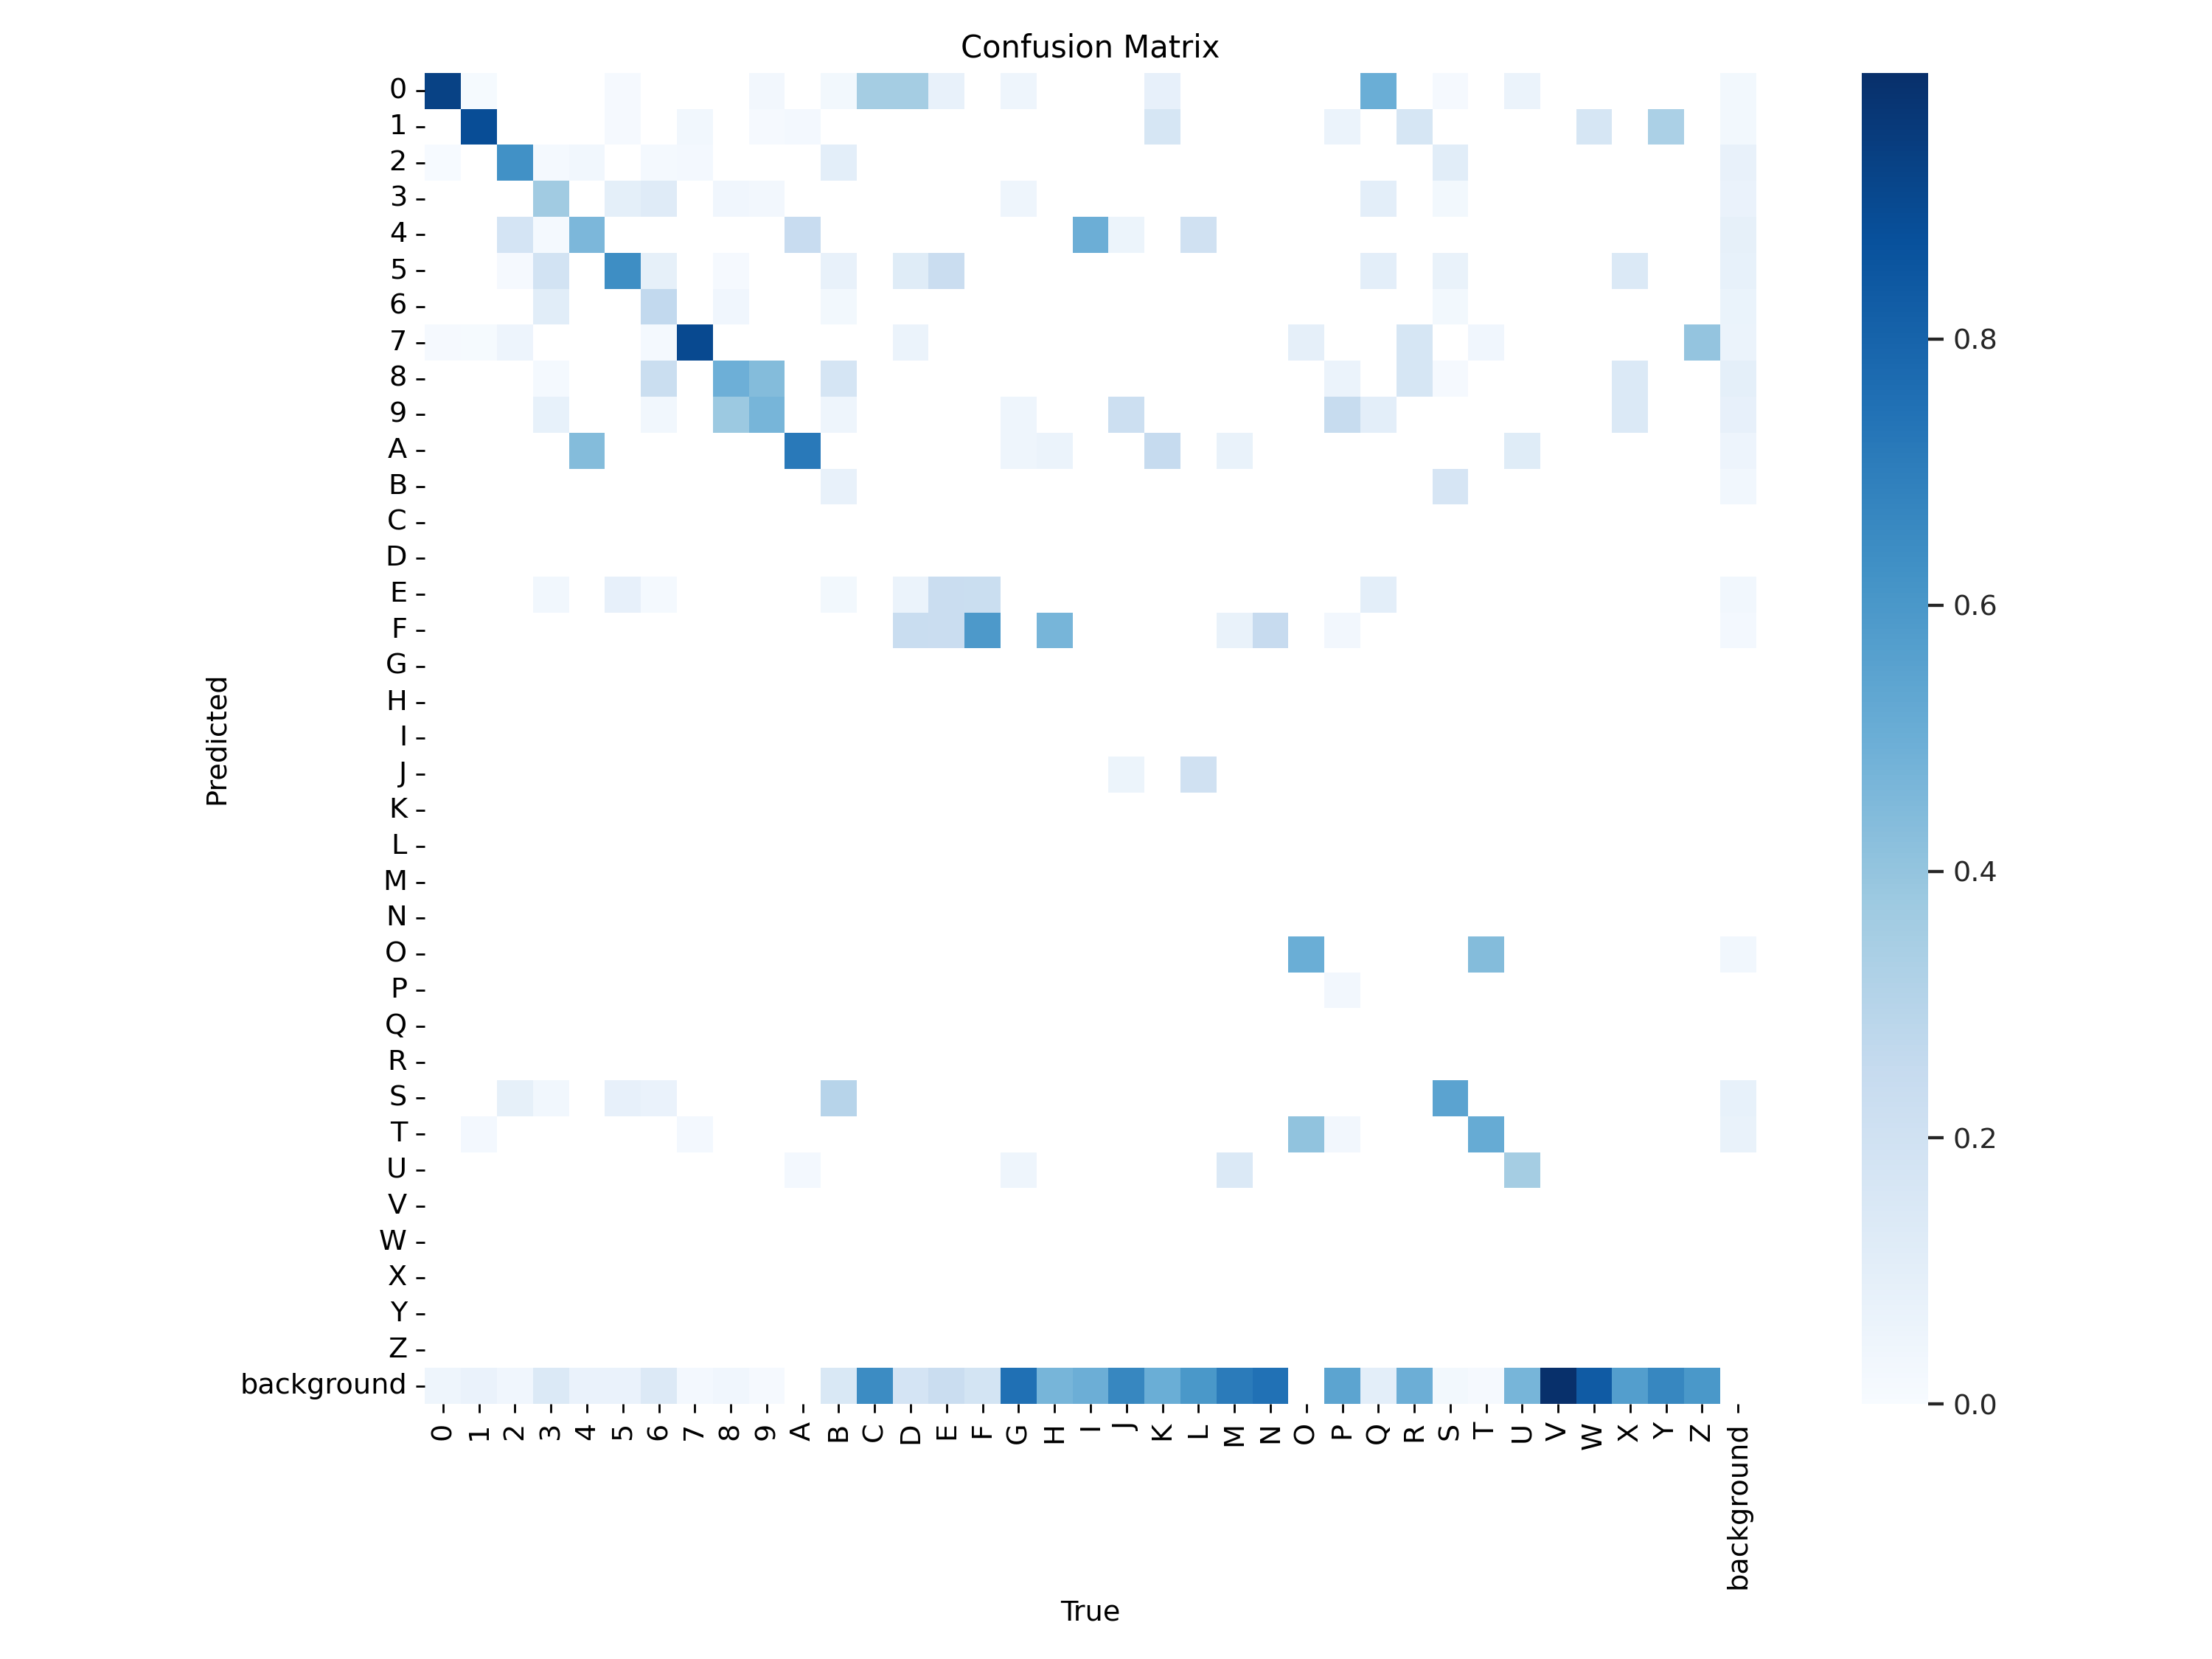 Confusion Matrix
Predicted
0
1
2
3
4
5
6
7
8
9
A
B
C
D
E
F
G
H
I
J
K
L
M
N
O
P
Q
R
S
T
U
V
W
X
Y
Z
background
0 1 2 3 4 5 6 7 8 9 A B C D E F G H I J K L M N O P Q R S T U V W X Y Z background
True
0.8
0.6
0.4
0.2
0.0